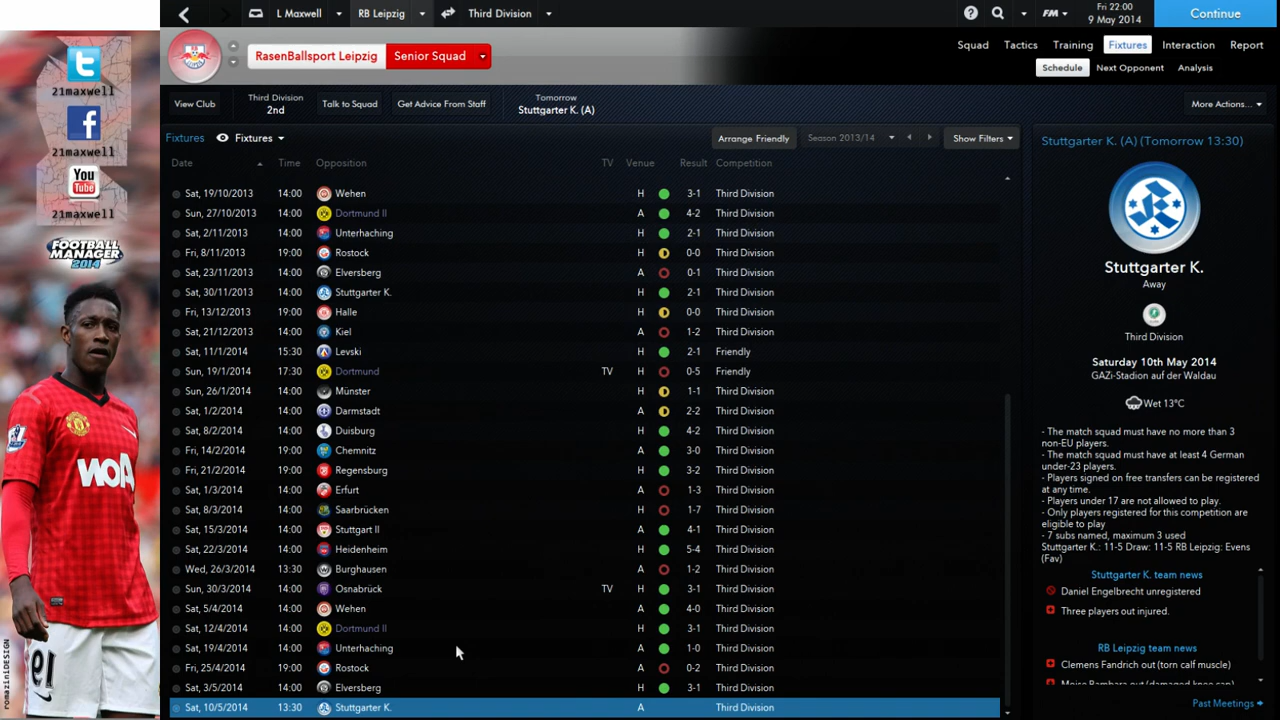 L Maxwell
RB Leipzig
Third Division
FM
Fri 22:00
9 May 2014
Continue
21maxwell
21maxwell
You
Tube
21maxwell
FOOTBALL
MANAGER
2014
romaziniDESIGN
RasenBallsport Leipzig
Senior Squad
Squad
Tactics
Training
Fixtures
Interaction
Report
Schedule
Next Opponent
Analysis
View Club
Third Division
2nd
Talk to Squad
Get Advice From Staff
Tomorrow
Stuttgarter K. (A)
More Actions...
Fixtures
Fixtures
Arrange Friendly
Season 2013/14
Show Filters
Date Time Opposition TV Venue Result Competition
Sat, 19/10/2013 14:00 Wehen H 3-1 Third Division
Sun, 27/10/2013 14:00 Dortmund II A 4-2 Third Division
Sat, 2/11/2013 14:00 Unterhaching H 2-1 Third Division
Fri, 8/11/2013 19:00 Rostock H 0-0 Third Division
Sat, 23/11/2013 14:00 Elversberg A 0-1 Third Division
Sat, 30/11/2013 14:00 Stuttgarter K. H 2-1 Third Division
Fri, 13/12/2013 19:00 Halle H 0-0 Third Division
Sat, 21/12/2013 14:00 Kiel A 1-2 Third Division
Sat, 11/1/2014 15:30 Levski H 2-1 Friendly
Sun, 19/1/2014 17:30 Dortmund TV H 0-5 Friendly
Sun, 26/1/2014 14:00 Münster H 1-1 Third Division
Sat, 1/2/2014 14:00 Darmstadt A 2-2 Third Division
Sat, 8/2/2014 14:00 Duisburg H 4-2 Third Division
Fri, 14/2/2014 19:00 Chemnitz A 3-0 Third Division
Fri, 21/2/2014 19:00 Regensburg H 3-2 Third Division
Sat, 1/3/2014 14:00 Erfurt A 1-3 Third Division
Sat, 8/3/2014 14:00 Saarbrücken H 1-7 Third Division
Sat, 15/3/2014 14:00 Stuttgart II A 4-1 Third Division
Sat, 22/3/2014 14:00 Heidenheim H 5-4 Third Division
Wed, 26/3/2014 13:30 Burghausen A 1-2 Third Division
Sun, 30/3/2014 14:00 Osnabrück TV H 3-1 Third Division
Sat, 5/4/2014 14:00 Wehen A 4-0 Third Division
Sat, 12/4/2014 14:00 Dortmund II H 3-1 Third Division
Sat, 19/4/2014 14:00 Unterhaching A 1-0 Third Division
Fri, 25/4/2014 19:00 Rostock A 0-2 Third Division
Sat, 3/5/2014 14:00 Elversberg H 3-1 Third Division
Sat, 10/5/2014 13:30 Stuttgarter K. A Third Division
Stuttgarter K. (A) (Tomorrow 13:30)
Stuttgarter K.
Away
Third Division
Saturday 10th May 2014
GAZi-Stadion auf der Waldau
Wet 13°C
- The match squad must have no more than 3
non-EU players.
- The match squad must have at least 4 German
under-23 players.
- Players signed on free transfers can be registered
at any time.
- Players under 17 are not allowed to play.
- Only players registered for this competition are
eligible to play
- 7 subs named, maximum 3 used
Stuttgarter K.: 11-5 Draw: 11-5 RB Leipzig: Evens
(Fav)
Stuttgarter K. team news
Daniel Engelbrecht unregistered
Three players out injured.
RB Leipzig team news
Clemens Fandrich out (torn calf muscle)
Past Meetings